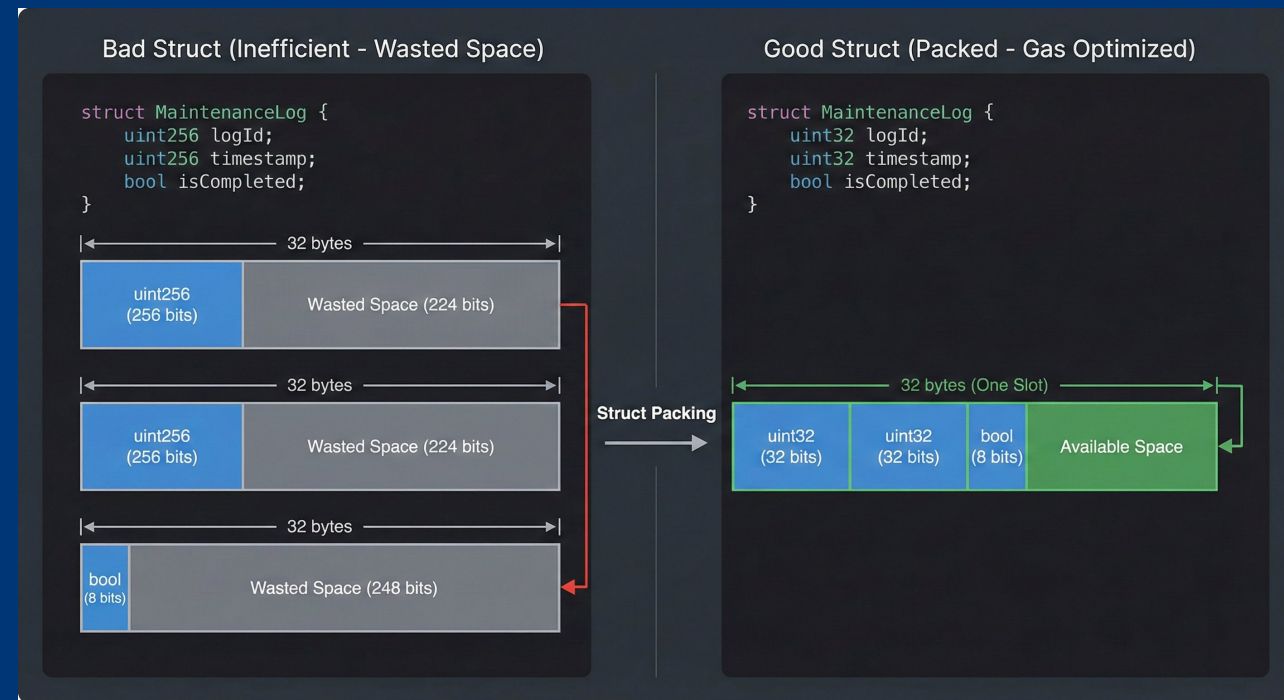 Bad Struct (Inefficient - Wasted Space)
struct MaintenanceLog {
    uint256 logId;
    uint256 timestamp;
    bool isCompleted;
}
32 bytes
uint256
(256 bits)
Wasted Space (224 bits)
32 bytes
uint256
(256 bits)
Wasted Space (224 bits)
32 bytes
bool
(8 bits)
Wasted Space (248 bits)
Struct Packing
Good Struct (Packed - Gas Optimized)
struct MaintenanceLog {
    uint32 logId;
    uint32 timestamp;
    bool isCompleted;
}
32 bytes (One Slot)
uint32
(32 bits)
uint32
(32 bits)
bool
(8 bits)
Available Space